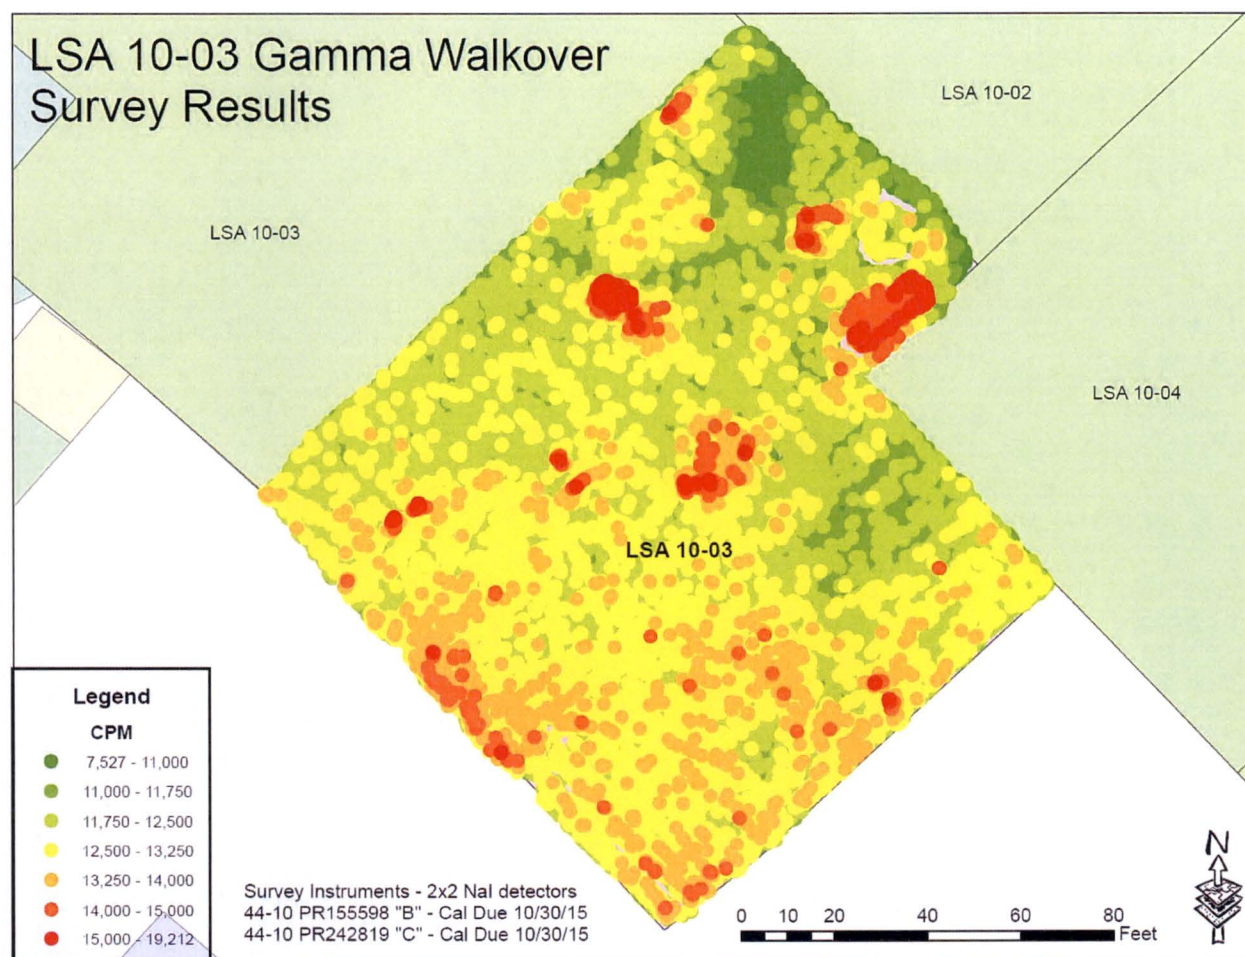 LSA 10-03 Gamma Walkover
Survey Results
LSA 10-02
LSA 10-03
LSA 10-04
LSA 10-03
Legend
CPM
7,527 - 11,000
11,000 - 11,750
11,750 - 12,500
12,500 - 13,250
13,250 - 14,000
14,000 - 15,000
15,000 - 19,212
Survey Instruments - 2x2 NaI detectors
44-10 PR155598 "B" - Cal Due 10/30/15
44-10 PR242819 "C" - Cal Due 10/30/15
N
0 10 20 40 60 80
Feet